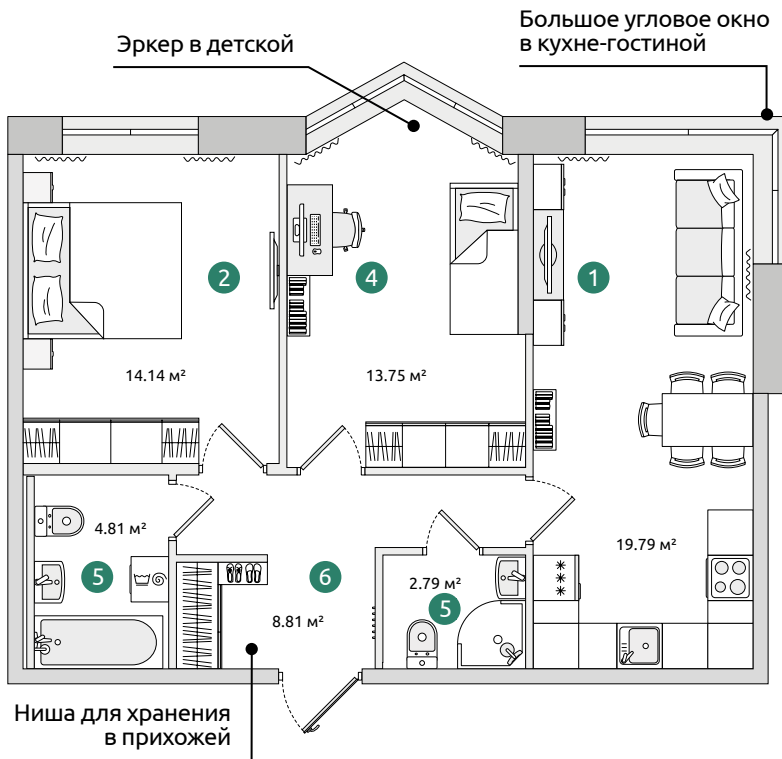 Большое угловое окно
в кухне-гостиной
Эркер в детской
2
4
1
14.14 м²
13.75 м²
4.81 м²
19.79 м²
5
6
2.79 м²
5
8.81 м²
Ниша для хранения
в прихожей